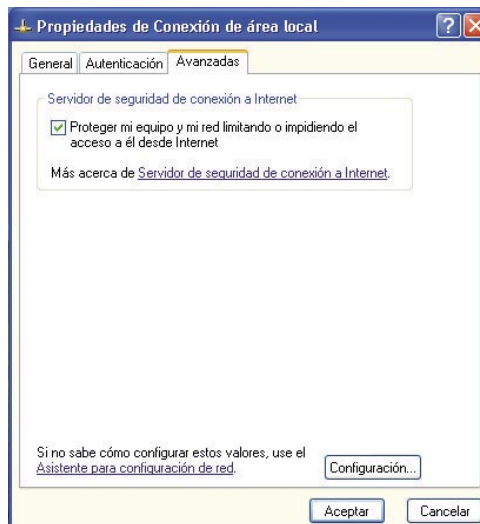 Propiedades de Conexión de área local
General Autenticación Avanzadas
Servidor de seguridad de conexión a Internet
Proteger mi equipo y mi red limitando o impidiendo el
acceso a él desde Internet
Más acerca de Servidor de seguridad de conexión a Internet.
Si no sabe cómo configurar estos valores, use el
Asistente para configuración de red.
Configuración...
Aceptar Cancelar